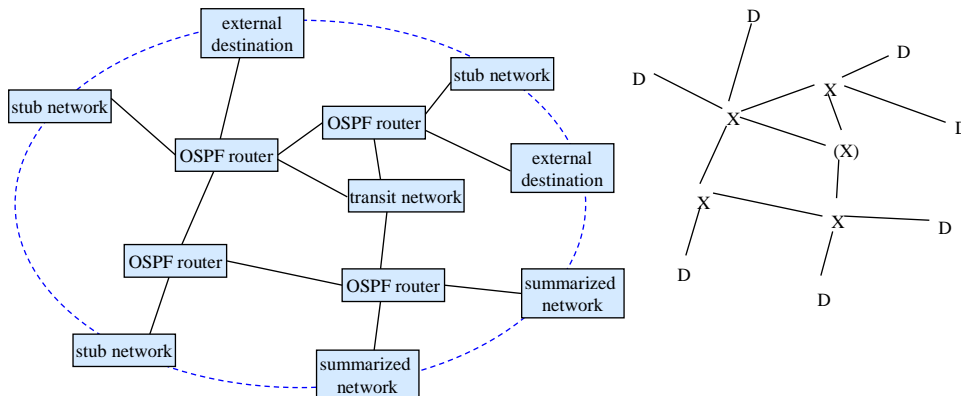 external
destination
stub network
stub network
OSPF router
OSPF router
external
destination
transit network
OSPF router
OSPF router
summarized
network
stub network
summarized
network
D
D
D
X
X
D
(X)
X
X
D
D
D